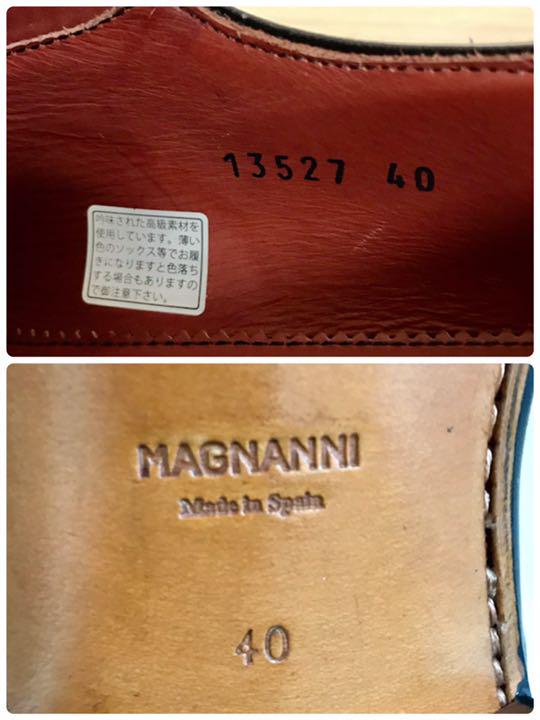 13527 40
吟味された高級素材を
使用しています。薄い
色のソックス等でお履
きになりますと色落ち
する場合もありますの
で御注意下さい。
MAGNANNI
Made in Spain
40